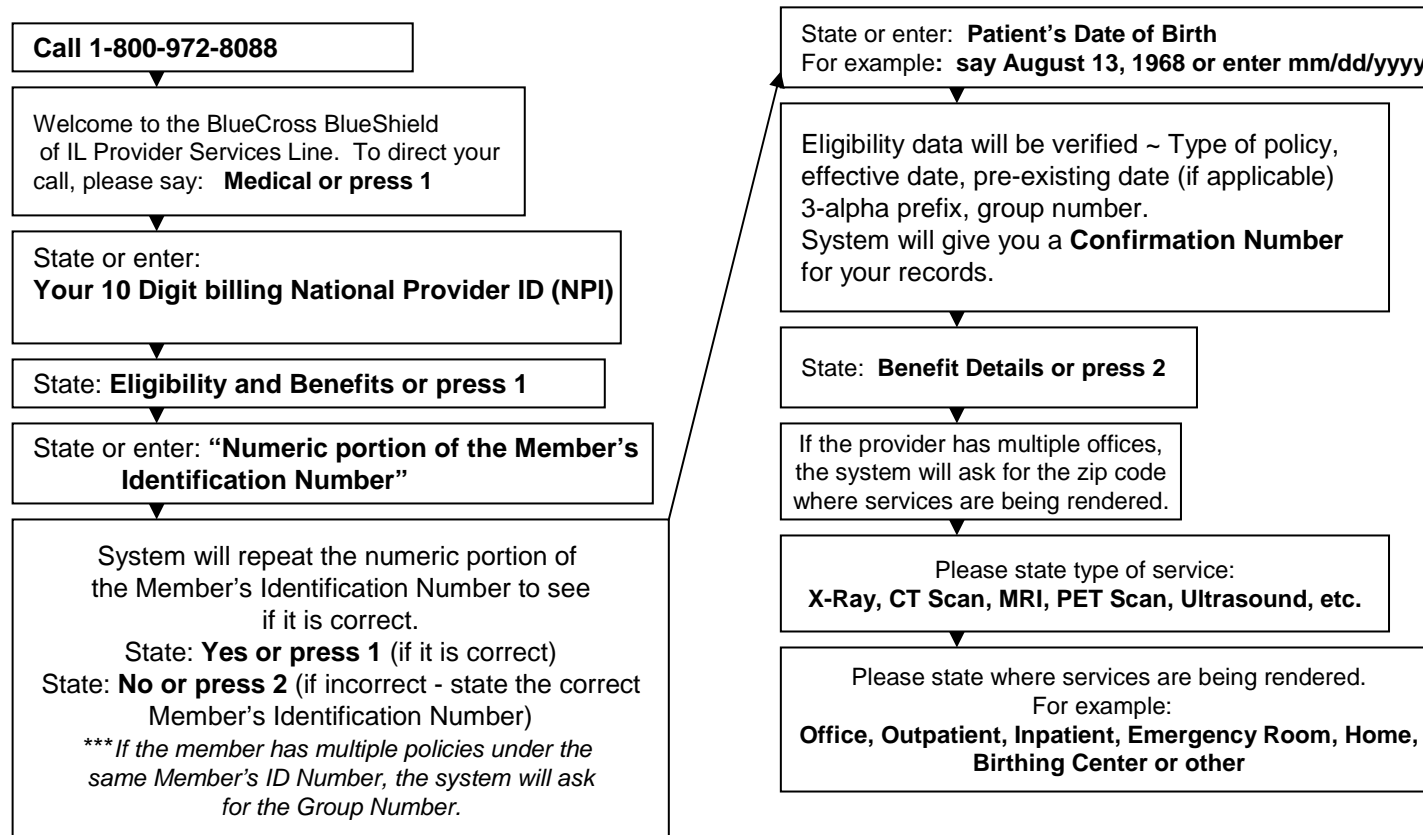 Call 1-800-972-8088
Welcome to the BlueCross BlueShield
of IL Provider Services Line. To direct your
call, please say: Medical or press 1
State or enter:
Your 10 Digit billing National Provider ID (NPI)
State: Eligibility and Benefits or press 1
State or enter: “Numeric portion of the Member’s
Identification Number”
System will repeat the numeric portion of
the Member’s Identification Number to see
if it is correct.
State: Yes or press 1 (if it is correct)
State: No or press 2 (if incorrect - state the correct
Member’s Identification Number)
***If the member has multiple policies under the
same Member’s ID Number, the system will ask
for the Group Number.
State or enter: Patient’s Date of Birth
For example: say August 13, 1968 or enter mm/dd/yyyy
Eligibility data will be verified ~ Type of policy,
effective date, pre-existing date (if applicable)
3-alpha prefix, group number.
System will give you a Confirmation Number
for your records.
State: Benefit Details or press 2
If the provider has multiple offices,
the system will ask for the zip code
where services are being rendered.
Please state type of service:
X-Ray, CT Scan, MRI, PET Scan, Ultrasound, etc.
Please state where services are being rendered.
For example:
Office, Outpatient, Inpatient, Emergency Room, Home,
Birthing Center or other